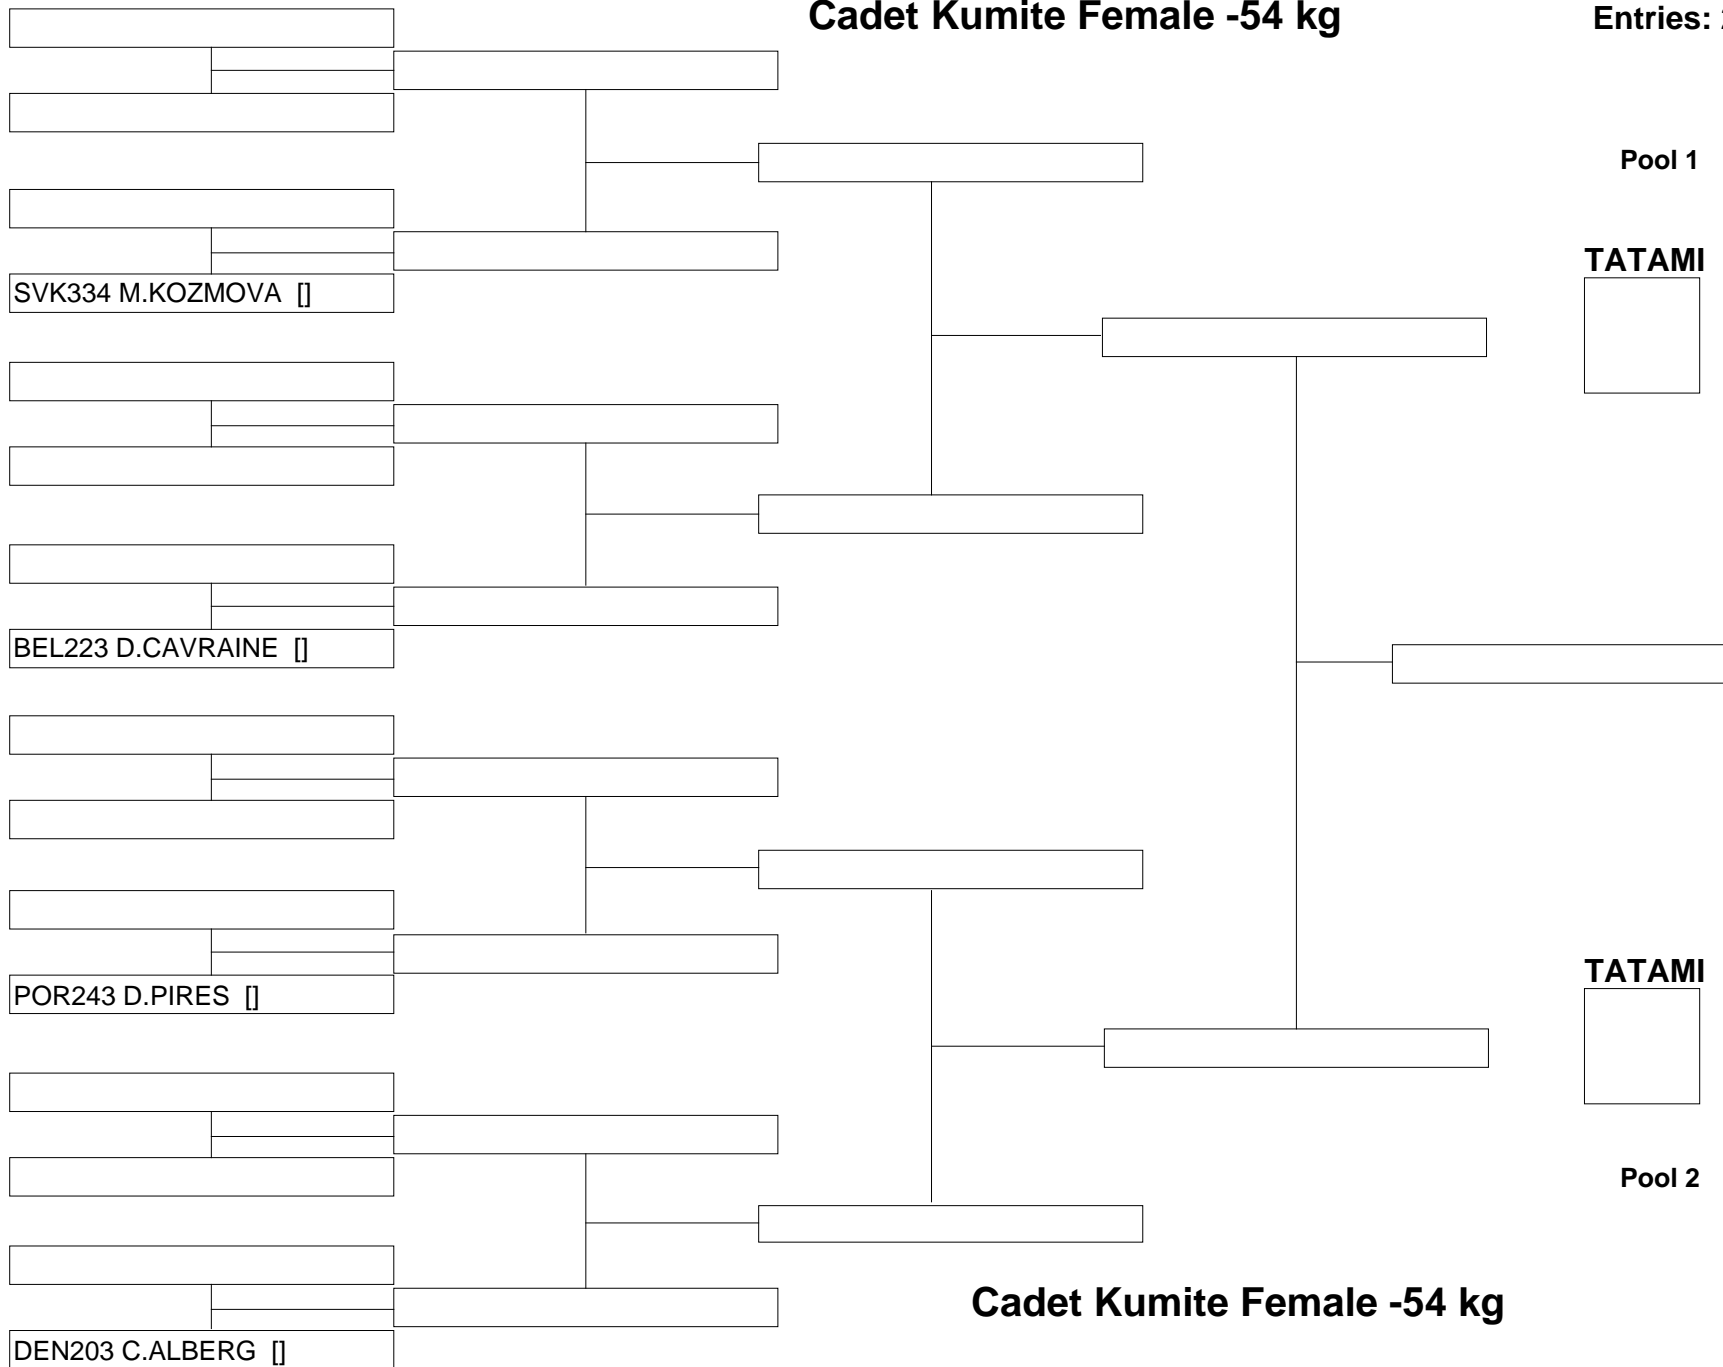 Cadet Kumite Female -54 kg
Entries:
Pool 1
TATAMI
SVK334 M.KOZMOVA []
BEL223 D.CAVRAINE []
TATAMI
POR243 D.PIRES []
Pool 2
Cadet Kumite Female -54 kg
DEN203 C.ALBERG []